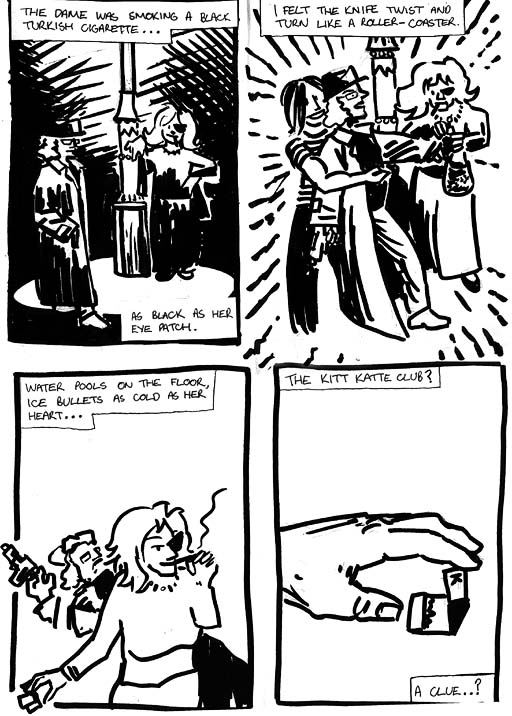 THE DAME WAS SMOKING A BLACK
TURKISH CIGARETTE...
AS BLACK AS HER
EYE PATCH.
I FELT THE KNIFE TWIST AND
TURN LIKE A ROLLER-COASTER.
WATER POOLS ON THE FLOOR,
ICE BULLETS AS COLD AS HER
HEART...
THE KITT KATTE CLUB?
K
A CLUE..?